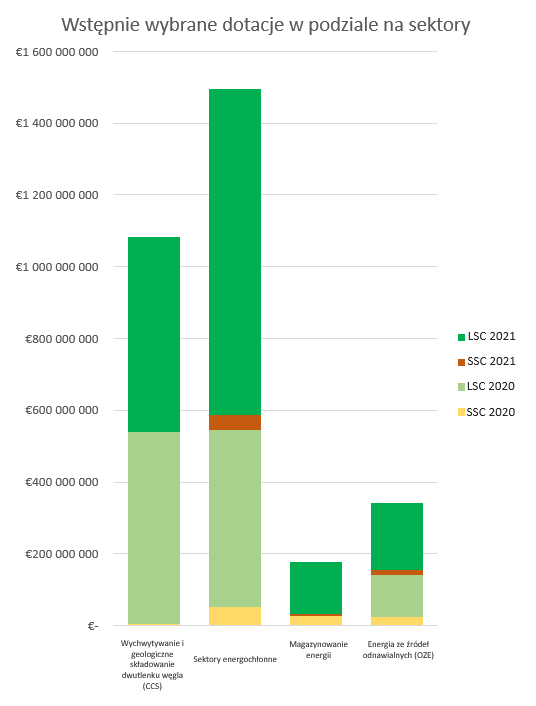 Wstępnie wybrane dotacje w podziale na sektory
€1 600 000 000
€1 400 000 000
€1 200 000 000
€1 000 000 000
€800 000 000
€600 000 000
€400 000 000
€200 000 000
€-
LSC 2021
SSC 2021
LSC 2020
SSC 2020
Wychwytywanie i
geologiczne
składowanie
dwutlenku węgla
(CCS)
Sektory energochłonne
Magazynowanie
energii
Energia ze źródeł
odnawialnych (OZE)